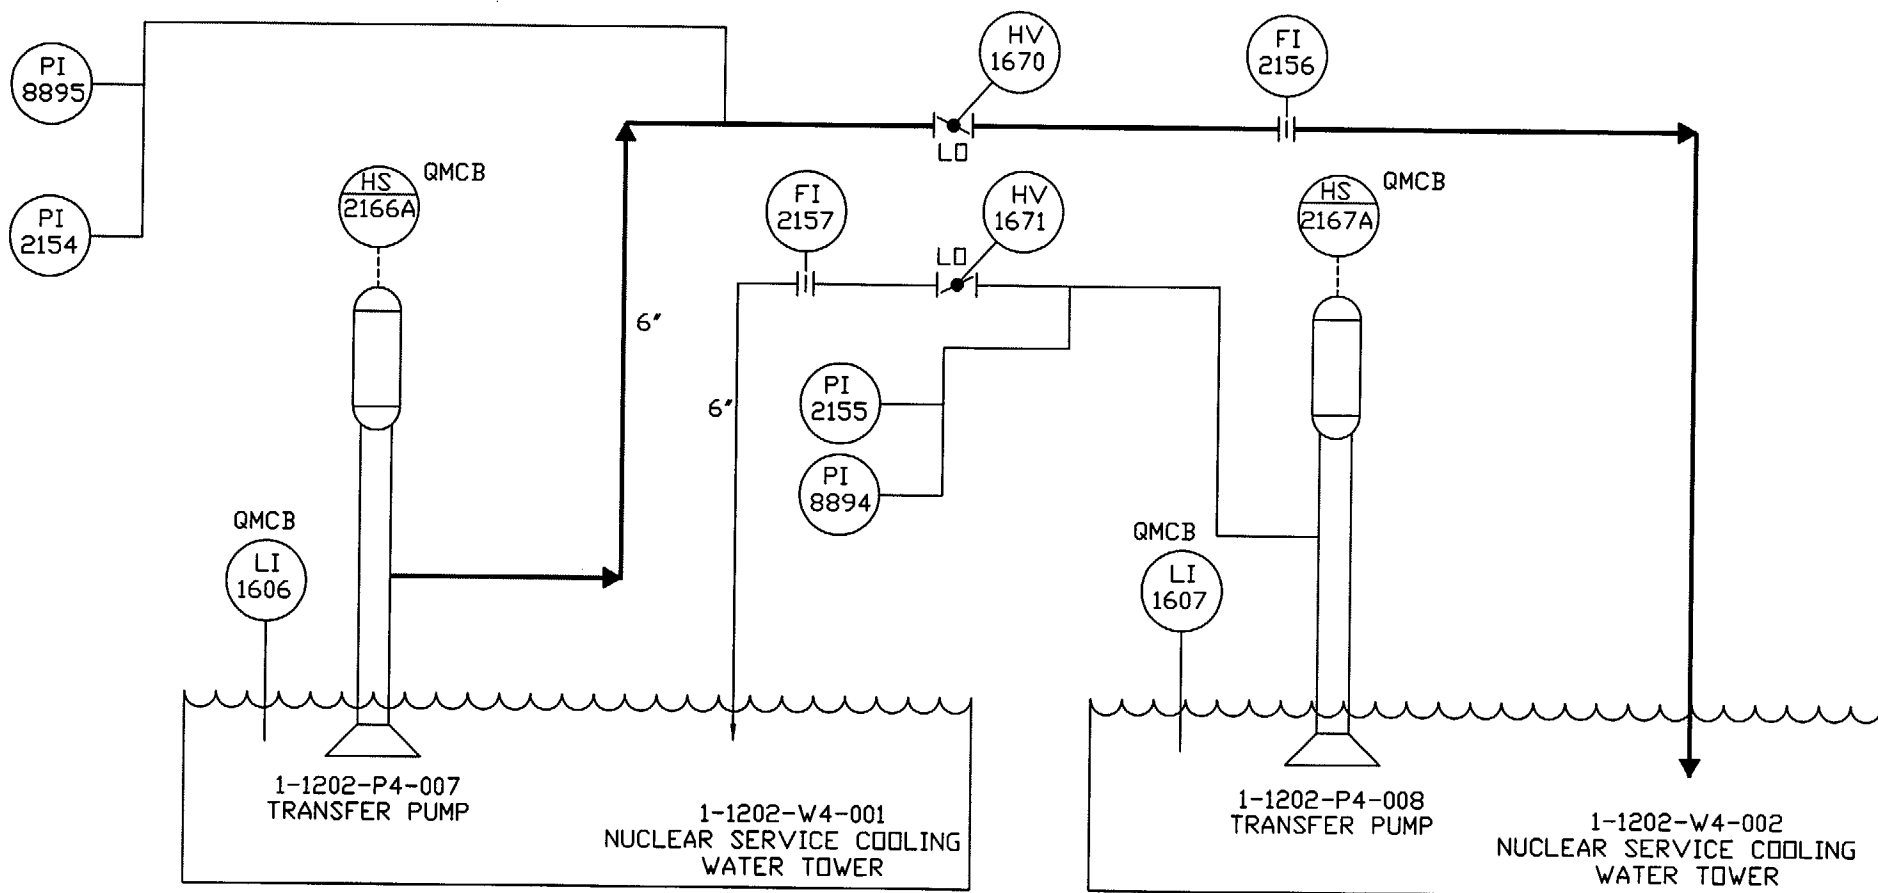 PI
8895
HV
1670
FI
2156
LO
PI
2154
HS
2166A
QMCB
FI
2157
HV
1671
LO
HS
2167A
QMCB
6"
6"
PI
2155
PI
8894
QMCB
LI
1606
QMCB
LI
1607
1-1202-P4-007
TRANSFER PUMP
1-1202-W4-001
NUCLEAR SERVICE COOLING
WATER TOWER
1-1202-P4-008
TRANSFER PUMP
1-1202-W4-002
NUCLEAR SERVICE COOLING
WATER TOWER